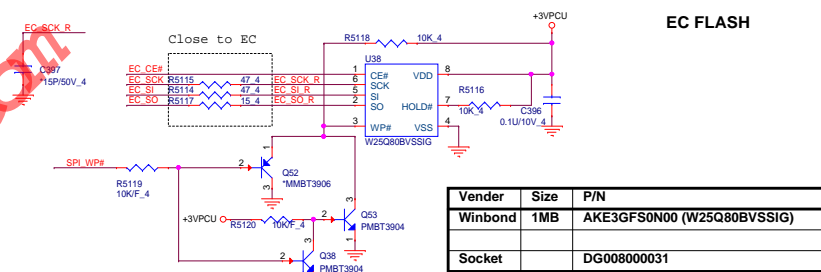 EC FLASH
+3VPCU
EC_SCK_R
Close to EC
R5118 10K_4
U38
C397
*15P/50V_4
EC_CE# 1 CE# VDD 8
EC_SCK R5115 47_4 EC_SCK_R 6 SCK
EC_SI R5114 47_4 EC_SI_R 5 SI
EC_SO R5117 15_4 EC_SO_R 2 SO HOLD# 7
R5116
10K_4
C396
0.1U/10V_4
3 WP# VSS 4
W25Q80BVSSIG
SPI_WP#
R5119
10K/F_4
1
2
3
Q52
*MMBT3906
+3VPCU
R5120 10K/F_4
3
2
1
Q53
PMBT3904
3
2
Q38
PMBT3904
Vender Size P/N
Winbond 1MB AKE3GFS0N00 (W25Q80BVSSIG)
Socket DG008000031
om